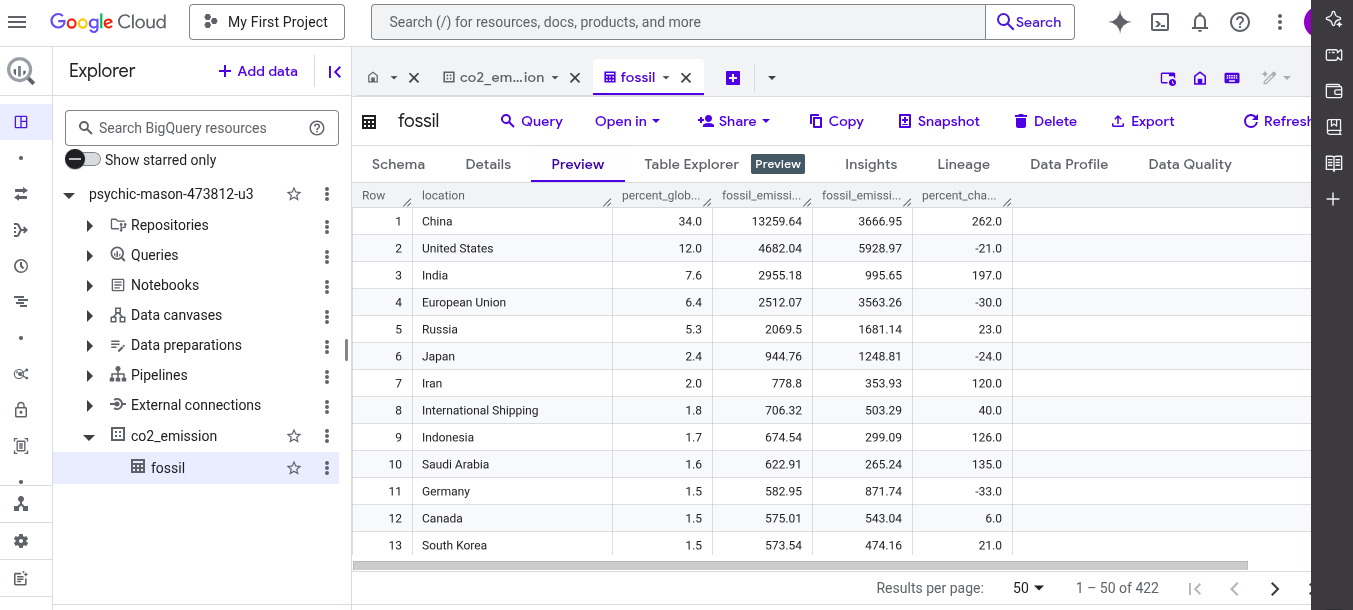 Google Cloud
My First Project
Search (/) for resources, docs, products, and more
Search
Explorer
Add data
Search BigQuery resources
Show starred only
psychic-mason-473812-u3
Repositories
Queries
Notebooks
Data canvases
Data preparations
Pipelines
External connections
co2_emission
fossil
co2_em...ion
fossil
fossil
Query
Open in
Share
Copy
Snapshot
Delete
Export
Refresh
Schema
Details
Preview
Table Explorer
Preview
Insights
Lineage
Data Profile
Data Quality
Row location percent_glob... fossil_emissi... fossil_emissi... percent_cha...
1 China 34.0 13259.64 3666.95 262.0
2 United States 12.0 4682.04 5928.97 -21.0
3 India 7.6 2955.18 995.65 197.0
4 European Union 6.4 2512.07 3563.26 -30.0
5 Russia 5.3 2069.5 1681.14 23.0
6 Japan 2.4 944.76 1248.81 -24.0
7 Iran 2.0 778.8 353.93 120.0
8 International Shipping 1.8 706.32 503.29 40.0
9 Indonesia 1.7 674.54 299.09 126.0
10 Saudi Arabia 1.6 622.91 265.24 135.0
11 Germany 1.5 582.95 871.74 -33.0
12 Canada 1.5 575.01 543.04 6.0
13 South Korea 1.5 573.54 474.16 21.0
Results per page: 50 1 – 50 of 422